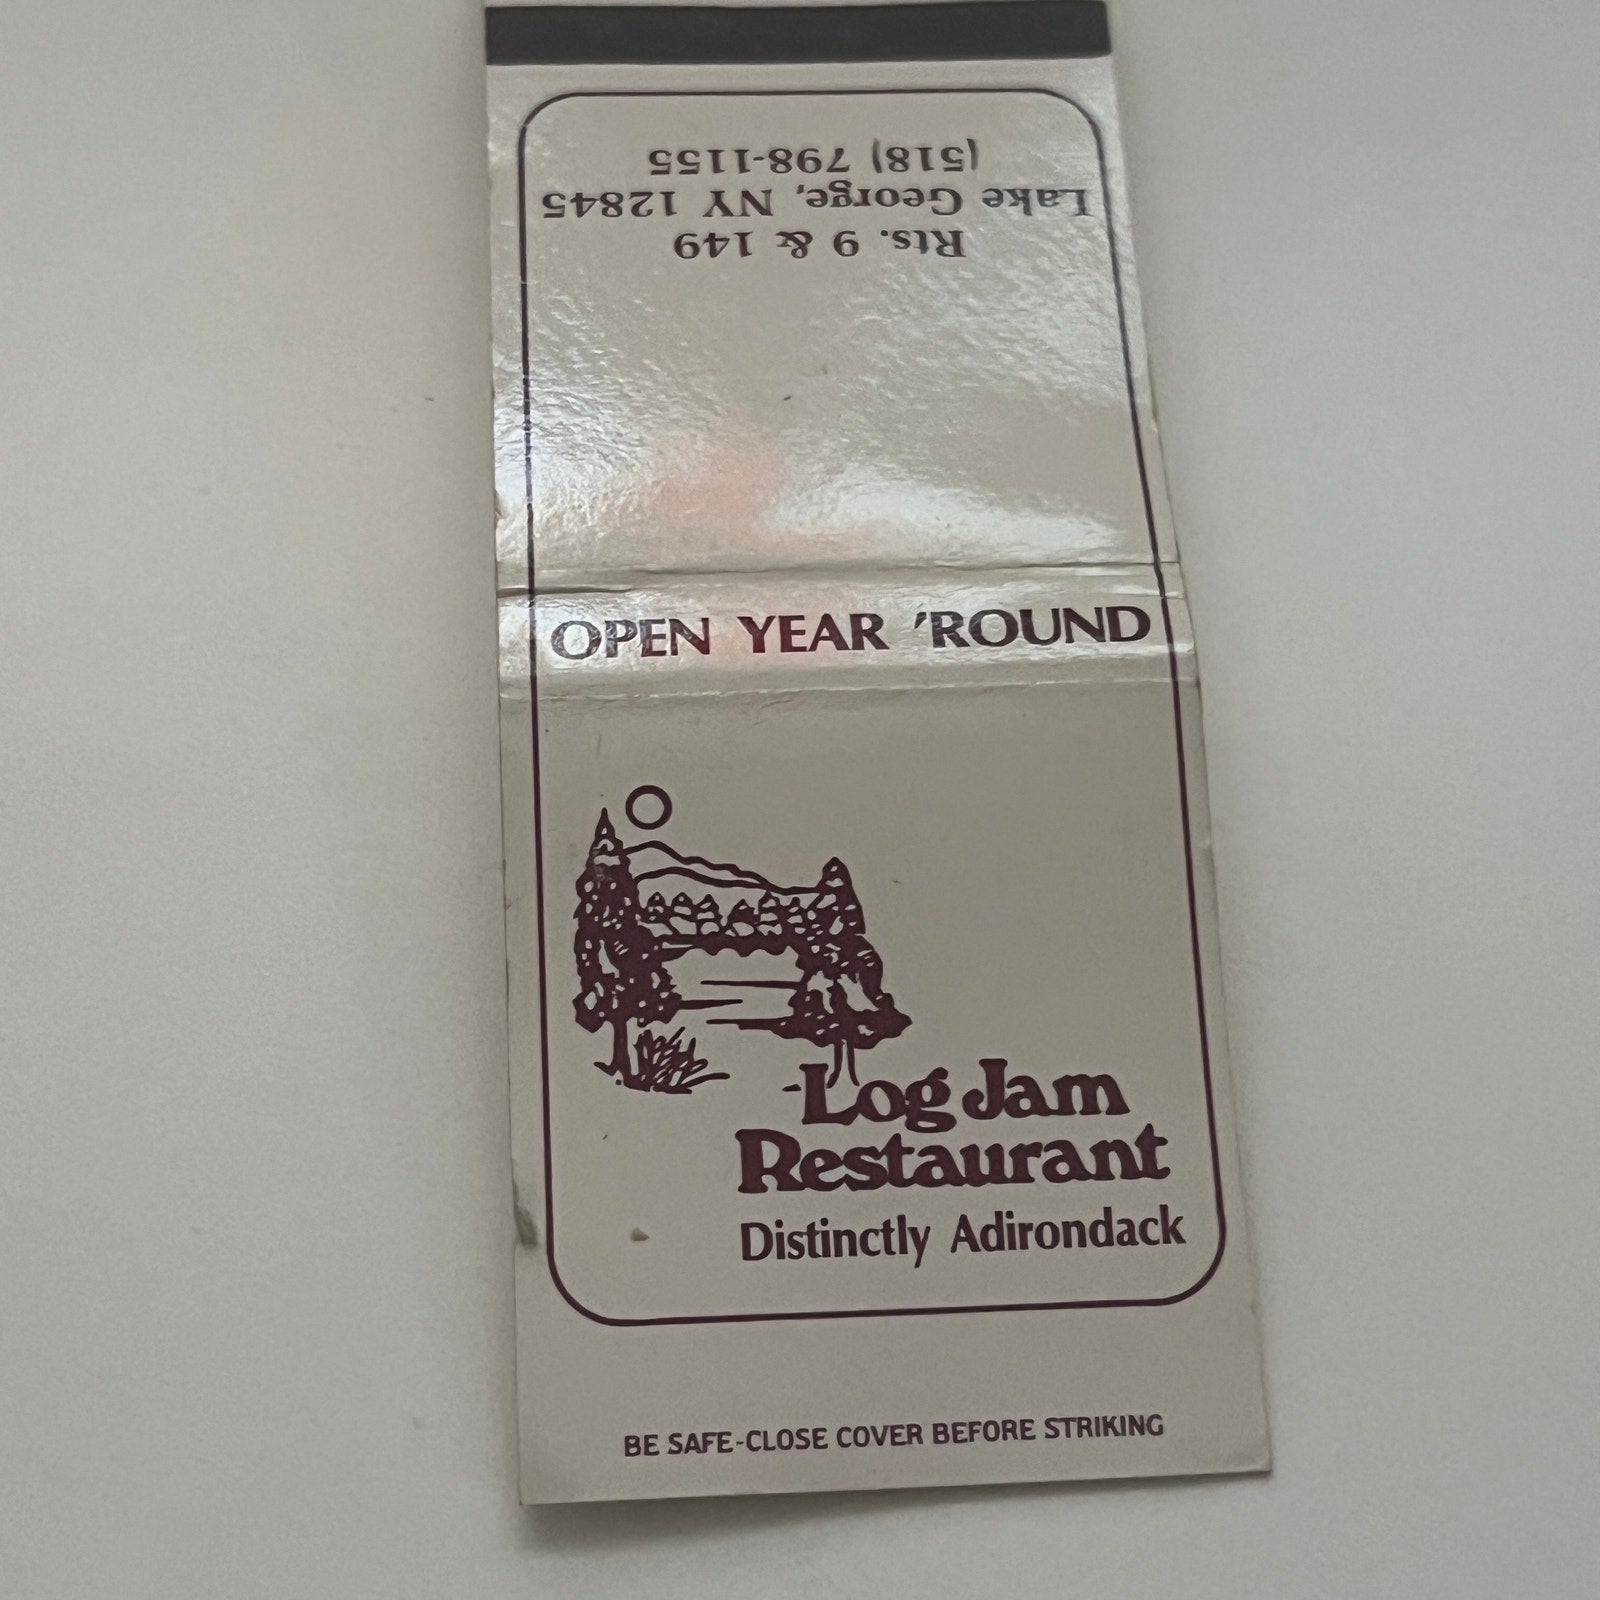 Rts. 9 & 149
Lake George, NY 12845
(518) 798-1155
OPEN YEAR 'ROUND
Log Jam
Restaurant
Distinctly Adirondack
BE SAFE-CLOSE COVER BEFORE STRIKING